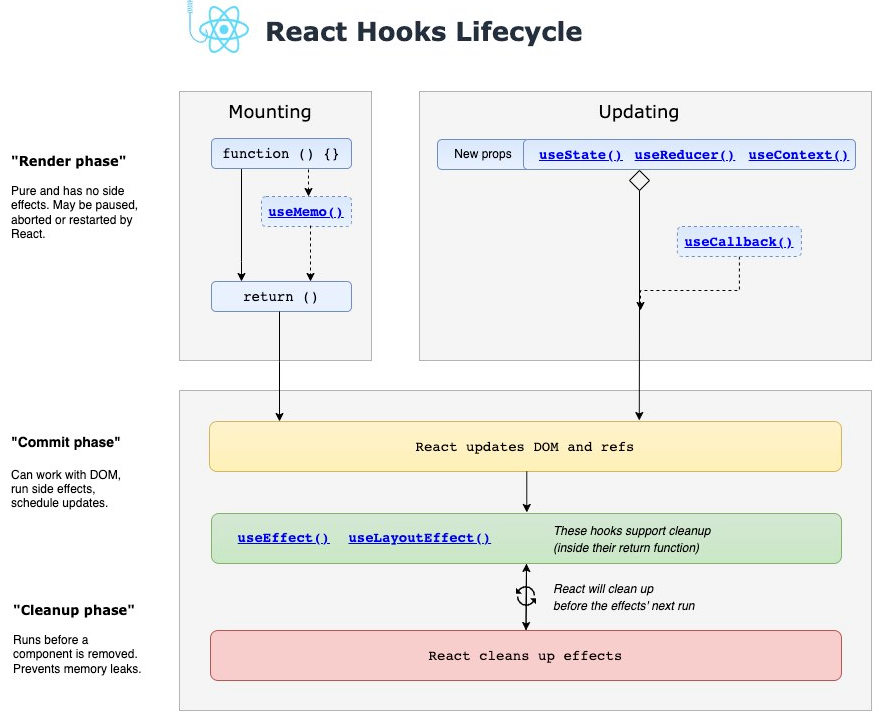 React Hooks Lifecycle
Mounting
Updating
"Render phase"
Pure and has no side
effects. May be paused,
aborted or restarted by
React.
function () {}
useMemo()
return ()
New props
useState() useReducer() useContext()
useCallback()
"Commit phase"
Can work with DOM,
run side effects,
schedule updates.
React updates DOM and refs
useEffect() useLayoutEffect()
These hooks support cleanup
(inside their return function)
React will clean up
before the effects' next run
"Cleanup phase"
Runs before a
component is removed.
Prevents memory leaks.
React cleans up effects